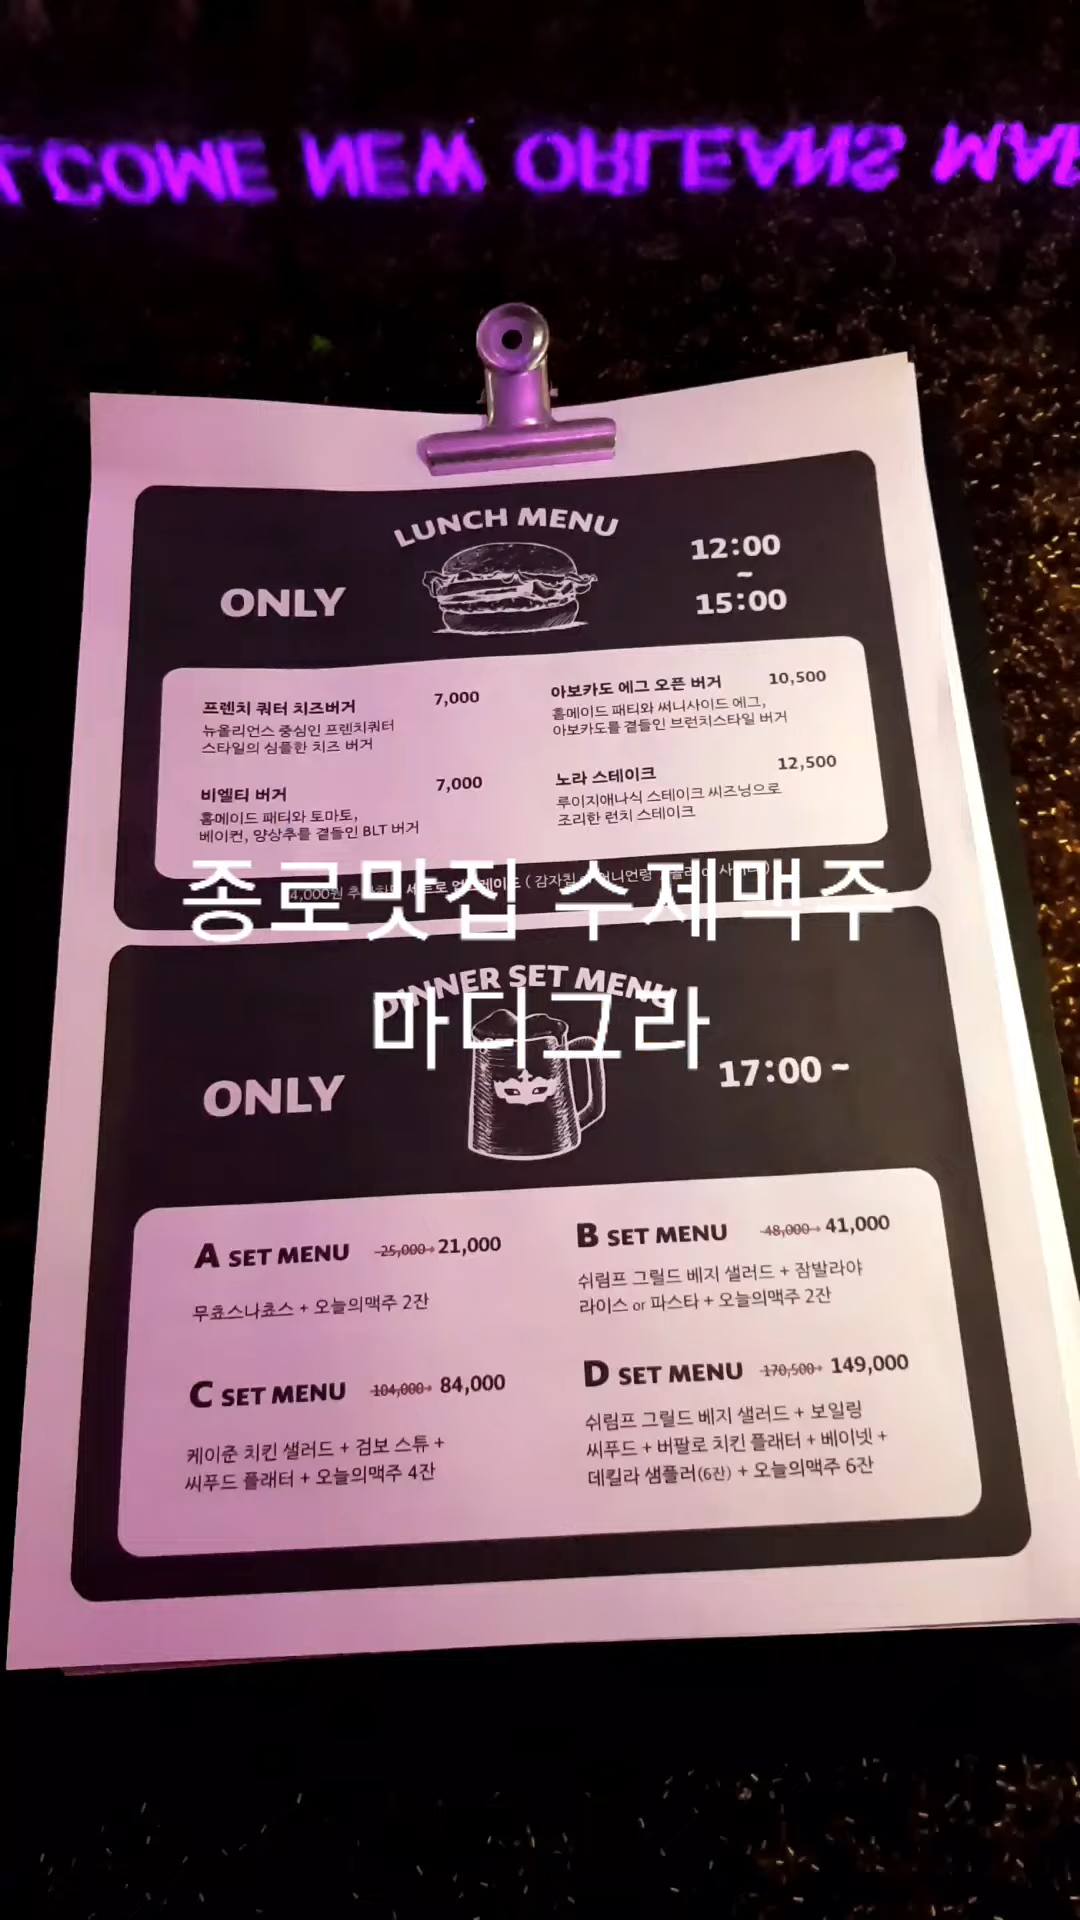 COME NEW ORLEANS
LUNCH MENU
ONLY
12:00
~
15:00
프렌치 쿼터 치즈버거 7,000
뉴올리언스 중심인 프렌치쿼터
스타일의 심플한 치즈 버거
비엘티 버거 7,000
홈메이드 패티와 토마토,
베이컨, 양상추를 곁들인 BLT 버거
아보카도 에그 오픈 버거 10,500
홈메이드 패티와 써니사이드 에그,
아보카도를 곁들인 브런치스타일 버거
노라 스테이크 12,500
루이지애나식 스테이크 씨즈닝으로
조리한 런치 스테이크
4,000원
종로맛집 수제맥주
마디그라
DINNER SET MENU
ONLY
17:00 ~
A SET MENU 25,000→ 21,000
무쵸스나쵸스 + 오늘의맥주 2잔
B SET MENU 48,000→ 41,000
쉬림프 그릴드 베지 샐러드 + 잠발라야
라이스 or 파스타 + 오늘의맥주 2잔
C SET MENU 104,000→ 84,000
케이준 치킨 샐러드 + 검보 스튜 +
씨푸드 플래터 + 오늘의맥주 4잔
D SET MENU 170,500→ 149,000
쉬림프 그릴드 베지 샐러드 + 보일링
씨푸드 + 버팔로 치킨 플래터 + 베이넷 +
데킬라 샘플러(6잔) + 오늘의맥주 6잔